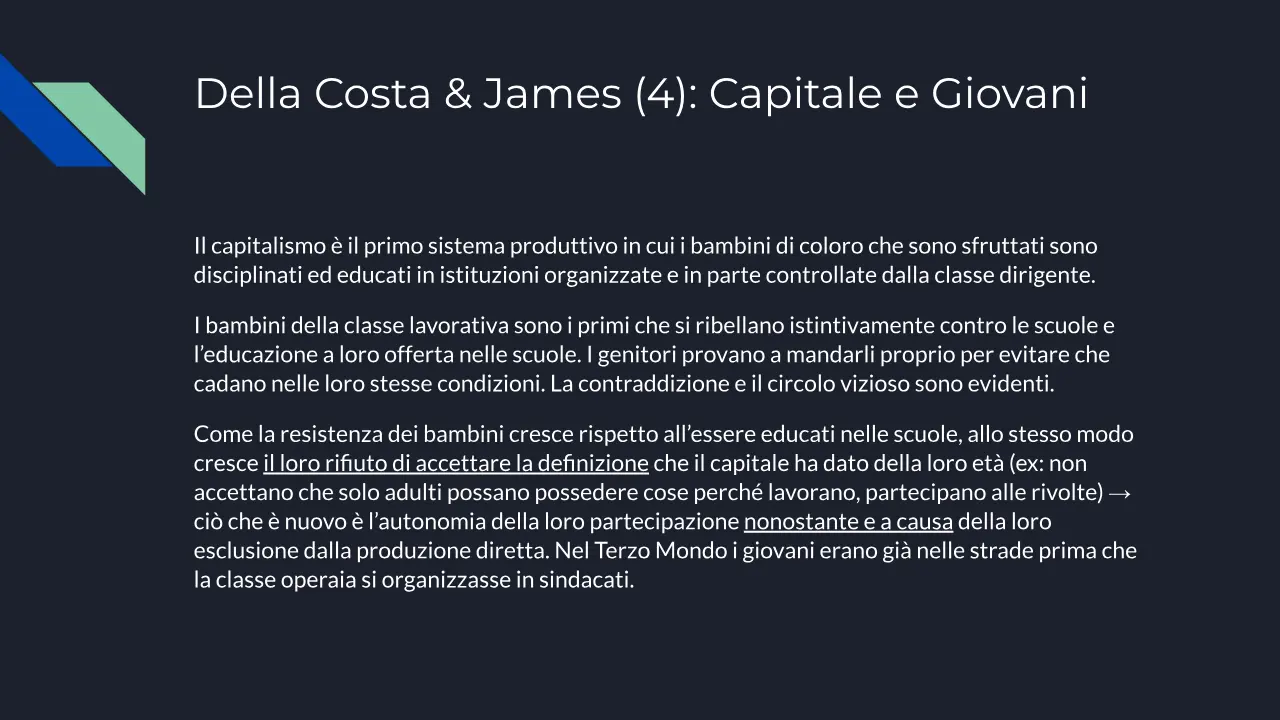 Della Costa & James (4): Capitale e Giovani
Il capitalismo è il primo sistema produttivo in cui i bambini di coloro che sono sfruttati sono
disciplinati ed educati in istituzioni organizzate e in parte controllate dalla classe dirigente.
I bambini della classe lavorativa sono i primi che si ribellano istintivamente contro le scuole e
l’educazione a loro offerta nelle scuole. I genitori provano a mandarli proprio per evitare che
cadano nelle loro stesse condizioni. La contraddizione e il circolo vizioso sono evidenti.
Come la resistenza dei bambini cresce rispetto all’essere educati nelle scuole, allo stesso modo
cresce il loro rifiuto di accettare la definizione che il capitale ha dato della loro età (ex: non
accettano che solo adulti possano possedere cose perché lavorano, partecipano alle rivolte) →
ciò che è nuovo è l’autonomia della loro partecipazione nonostante e a causa della loro
esclusione dalla produzione diretta. Nel Terzo Mondo i giovani erano già nelle strade prima che
la classe operaia si organizzasse in sindacati.